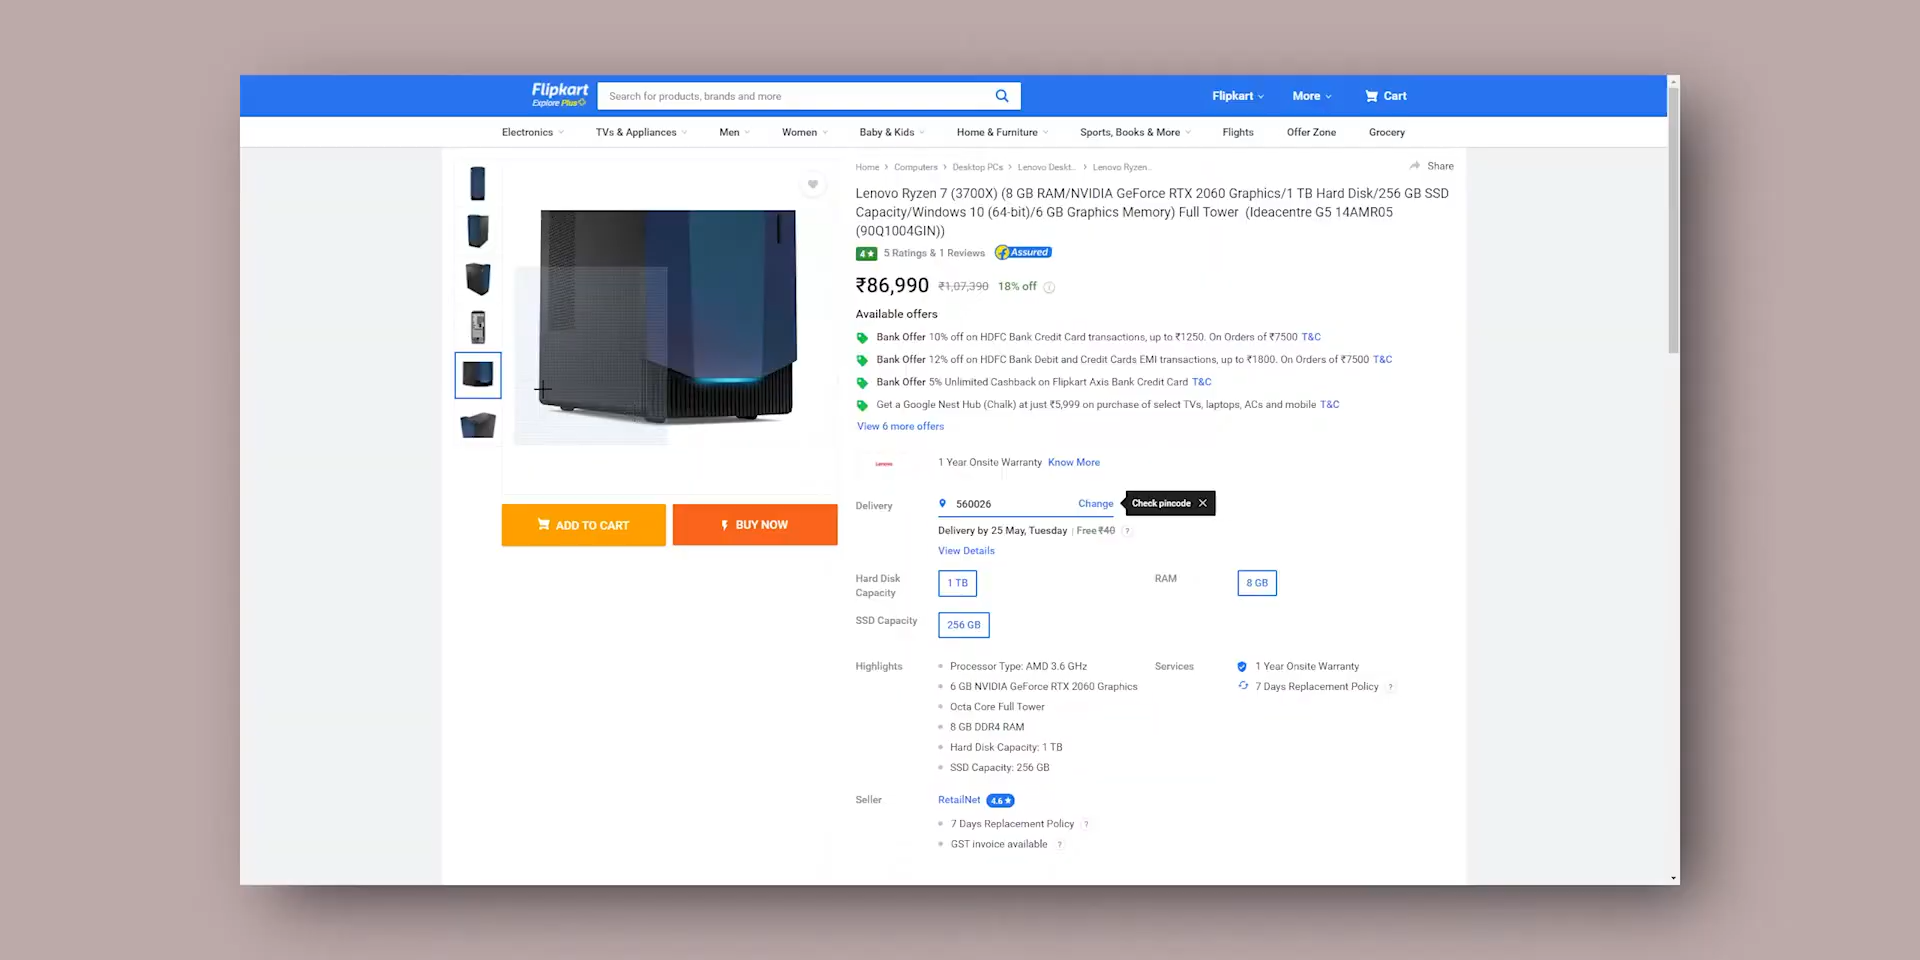 Flipkart
Explore Plus
Search for products, brands and more
Flipkart
More
Cart
Electronics
TVs & Appliances
Men
Women
Baby & Kids
Home & Furniture
Sports, Books & More
Flights
Offer Zone
Grocery
Home > Computers > Desktop PCs > Lenovo Deskt... > Lenovo Ryzen...
Share
Lenovo Ryzen 7 (3700X) (8 GB RAM/NVIDIA GeForce RTX 2060 Graphics/1 TB Hard Disk/256 GB SSD
Capacity/Windows 10 (64-bit)/6 GB Graphics Memory) Full Tower (Ideacentre G5 14AMR05
(90Q1004GIN))
4★ 5 Ratings & 1 Reviews Assured
₹86,990 ₹1,07,390 18% off
Available offers
Bank Offer 10% off on HDFC Bank Credit Card transactions, up to ₹1250. On Orders of ₹7500 T&C
Bank Offer 12% off on HDFC Bank Debit and Credit Cards EMI transactions, up to ₹1800. On Orders of ₹7500 T&C
Bank Offer 5% Unlimited Cashback on Flipkart Axis Bank Credit Card T&C
Get a Google Nest Hub (Chalk) at just ₹5,999 on purchase of select TVs, laptops, ACs and mobile T&C
View 6 more offers
Lenovo
1 Year Onsite Warranty Know More
Delivery
560026
Change
Check pincode
Delivery by 25 May, Tuesday | Free ₹40 ?
View Details
ADD TO CART
BUY NOW
Hard Disk
Capacity
1 TB
RAM
8 GB
SSD Capacity
256 GB
Highlights
Processor Type: AMD 3.6 GHz
6 GB NVIDIA GeForce RTX 2060 Graphics
Octa Core Full Tower
8 GB DDR4 RAM
Hard Disk Capacity: 1 TB
SSD Capacity: 256 GB
Services
1 Year Onsite Warranty
7 Days Replacement Policy ?
Seller
RetailNet 4.6★
7 Days Replacement Policy ?
GST invoice available ?